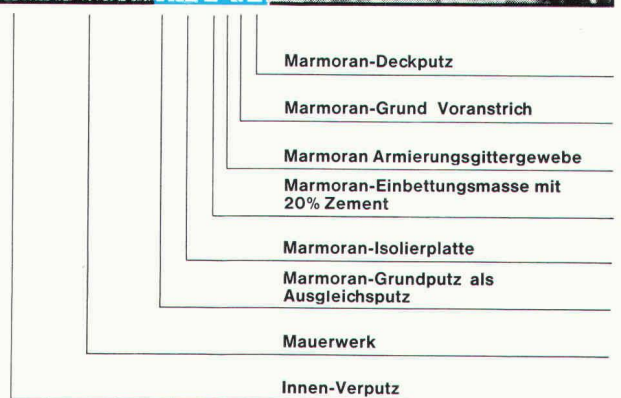 Marmoran-Deckputz
Marmoran-Grund Voranstrich
Marmoran Armierungsgittergewebe
Marmoran-Einbettungsmasse mit
20% Zement
Marmoran-Isolierplatte
Marmoran-Grundputz als
Ausgleichsputz
Mauerwerk
Innen-Verputz